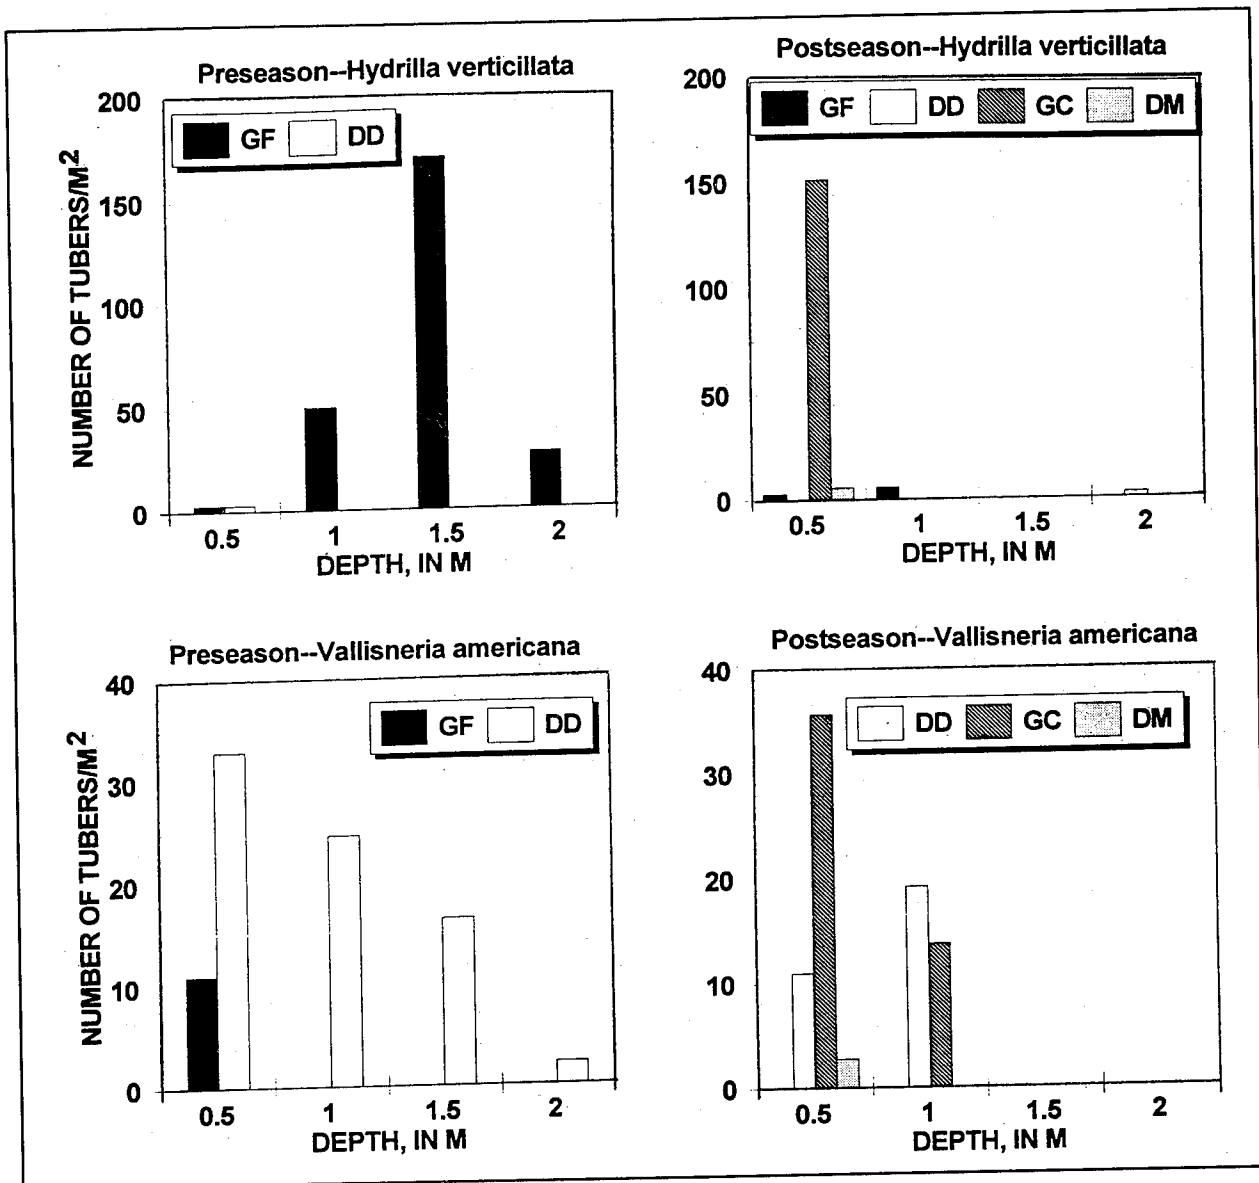 Preseason--Hydrilla verticillata
200
GF DD
150
100
50
0
0.5 1 1.5 2
DEPTH, IN M
NUMBER OF TUBERS/M²
Postseason--Hydrilla verticillata
200
GF DD GC DM
150
100
50
0
0.5 1 1.5 2
DEPTH, IN M
Preseason--Vallisneria americana
40
GF DD
30
20
10
0
0.5 1 1.5 2
DEPTH, IN M
NUMBER OF TUBERS/M²
Postseason--Vallisneria americana
40
DD GC DM
30
20
10
0
0.5 1 1.5 2
DEPTH, IN M